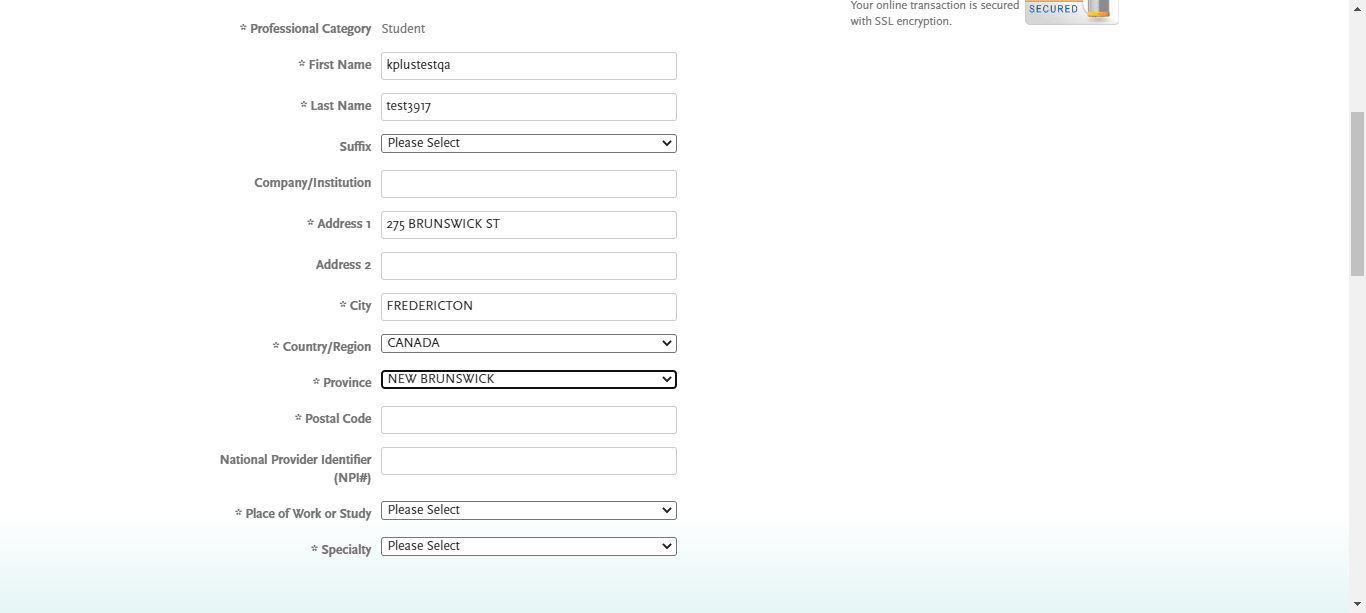 Your online transaction is secured
with SSL encryption.
SECURED
* Professional Category Student
* First Name kplustestqa
* Last Name test3917
Suffix Please Select
Company/Institution
* Address 1 275 BRUNSWICK ST
Address 2
* City FREDERICTON
* Country/Region CANADA
* Province NEW BRUNSWICK
* Postal Code
National Provider Identifier
(NPI#)
* Place of Work or Study Please Select
* Specialty Please Select